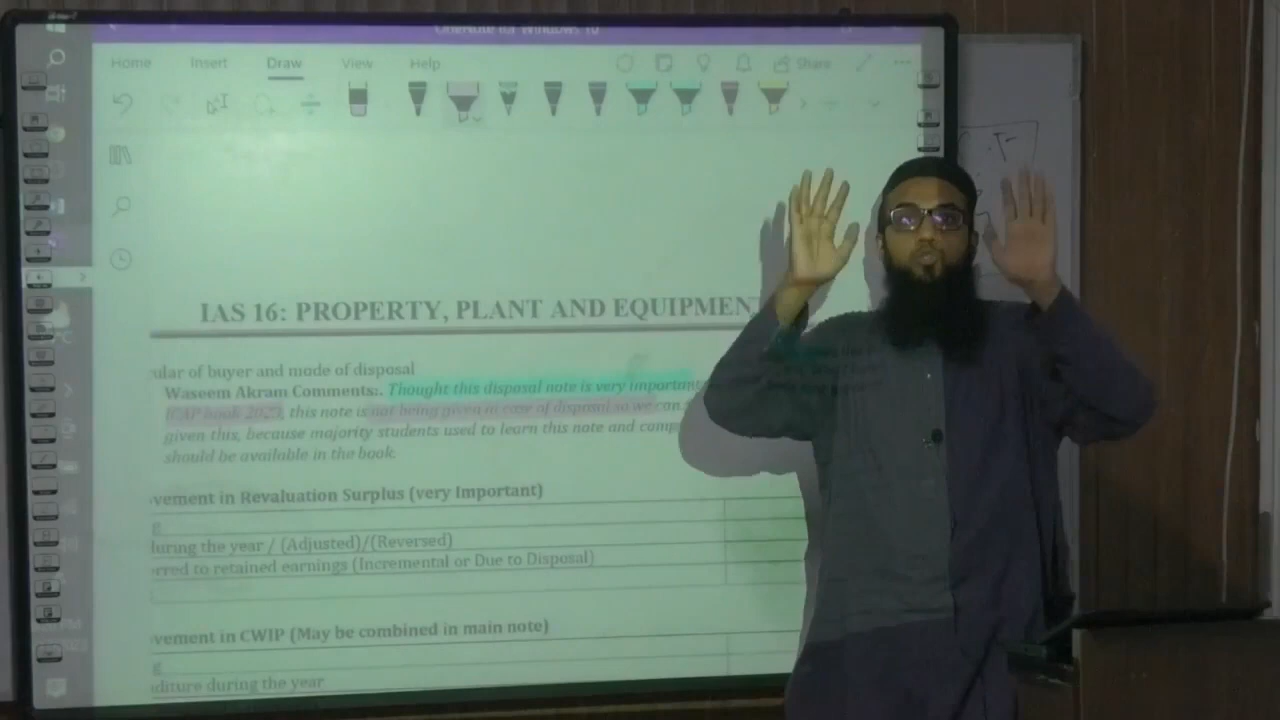 OneNote for Windows 10
Home Insert Draw View Help Share
IAS 16: PROPERTY, PLANT AND EQUIPMEN
ular of buyer and mode of disposal
Waseem Akram Comments:. Thought this disposal note is very important
ICAP book 2023, this note is not being given in case of disposal so we can
given this, because majority students used to learn this note and
should be available in the book.
vement in Revaluation Surplus (very Important)
g
during the year / (Adjusted)/(Reversed)
rred to retained earnings (Incremental or Due to Disposal)
vement in CWIP (May be combined in main note)
g
diture during the year